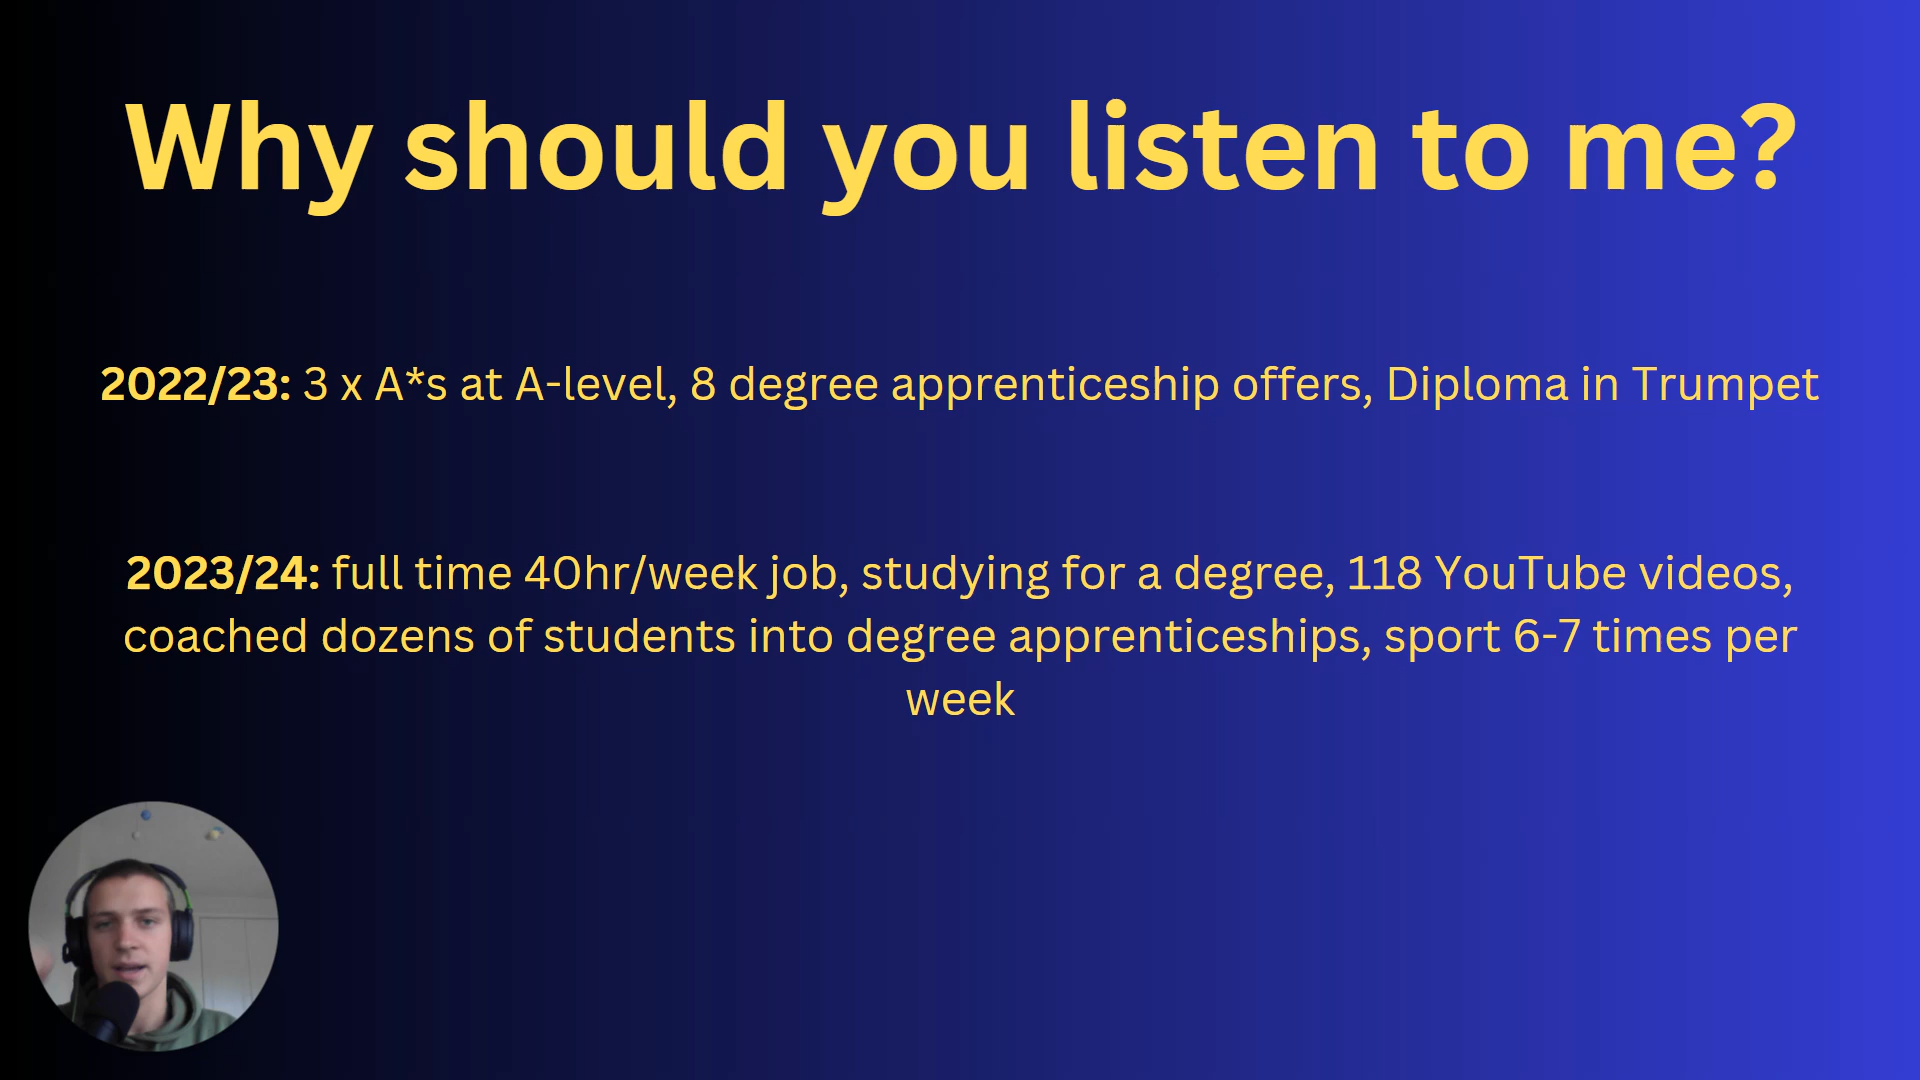 Why should you listen to me?
2022/23: 3 x A*s at A-level, 8 degree apprenticeship offers, Diploma in Trumpet
2023/24: full time 40hr/week job, studying for a degree, 118 YouTube videos,
coached dozens of students into degree apprenticeships, sport 6-7 times per
week